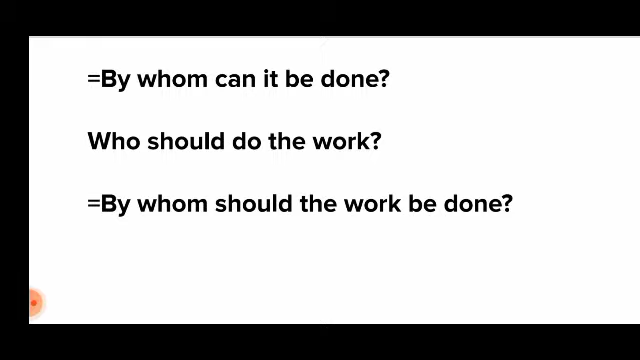 =By whom can it be done?
Who should do the work?
=By whom should the work be done?